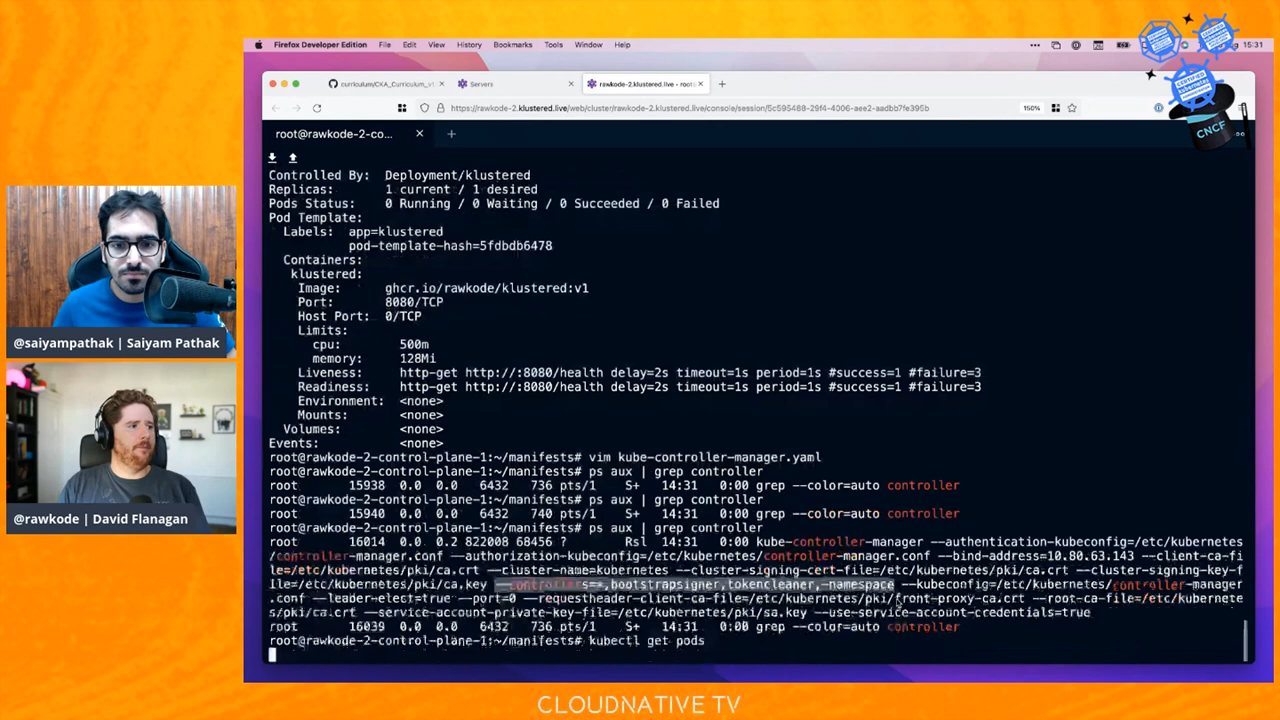 Firefox Developer Edition File Edit View History Bookmarks Tools Window Help 15:31
curriculum/CKA_Curriculum_v1. Servers rawkode-2.klustered.live - root
https://rawkode-2.klustered.live/web/cluster/rawkode-2.klustered.live/console/session/5c595488-29f4-4006-aee2-aadbb7fe395b 150%
CERTIFIED kubernetes
CNCF
root@rawkode-2-co...
Controlled By: Deployment/klustered
Replicas: 1 current / 1 desired
Pods Status: 0 Running / 0 Waiting / 0 Succeeded / 0 Failed
Pod Template:
Labels: app=klustered
pod-template-hash=5fdbdb6478
Containers:
klustered:
Image: ghcr.io/rawkode/klustered:v1
Port: 8080/TCP
Host Port: 0/TCP
Limits:
cpu: 500m
memory: 128Mi
Liveness: http-get http://:8080/health delay=2s timeout=1s period=1s #success=1 #failure=3
Readiness: http-get http://:8080/health delay=2s timeout=1s period=1s #success=1 #failure=3
Environment: <none>
Mounts: <none>
Volumes: <none>
Events: <none>
root@rawkode-2-control-plane-1:~/manifests# vim kube-controller-manager.yaml
root@rawkode-2-control-plane-1:~/manifests# ps aux | grep controller
root 15938 0.0 0.0 6432 736 pts/1 S+ 14:31 0:00 grep --color=auto controller
root@rawkode-2-control-plane-1:~/manifests# ps aux | grep controller
root 15940 0.0 0.0 6432 740 pts/1 S+ 14:31 0:00 grep --color=auto controller
root@rawkode-2-control-plane-1:~/manifests# ps aux | grep controller
root 16014 0.0 0.2 822008 68456 ? Rsl 14:31 0:00 kube-controller-manager --authentication-kubeconfig=/etc/kubernetes
/controller-manager.conf --authorization-kubeconfig=/etc/kubernetes/controller-manager.conf --bind-address=10.80.63.143 --client-ca-fi
le=/etc/kubernetes/pki/ca.crt --cluster-name=kubernetes --cluster-signing-cert-file=/etc/kubernetes/pki/ca.crt --cluster-signing-key-f
ile=/etc/kubernetes/pki/ca.key --controllers=*,bootstrapsigner,tokencleaner,-namespace --kubeconfig=/etc/kubernetes/controller-manager
.conf --leader-elect=true --port=0 --requestheader-client-ca-file=/etc/kubernetes/pki/front-proxy-ca.crt --root-ca-file=/etc/kubernete
s/pki/ca.crt --service-account-private-key-file=/etc/kubernetes/pki/sa.key --use-service-account-credentials=true
root 16039 0.0 0.0 6432 736 pts/1 S+ 14:31 0:00 grep --color=auto controller
root@rawkode-2-control-plane-1:~/manifests# kubectl get pods
@saiyampathak | Saiyam Pathak
@rawkode | David Flanagan
CLOUDNATIVE TV